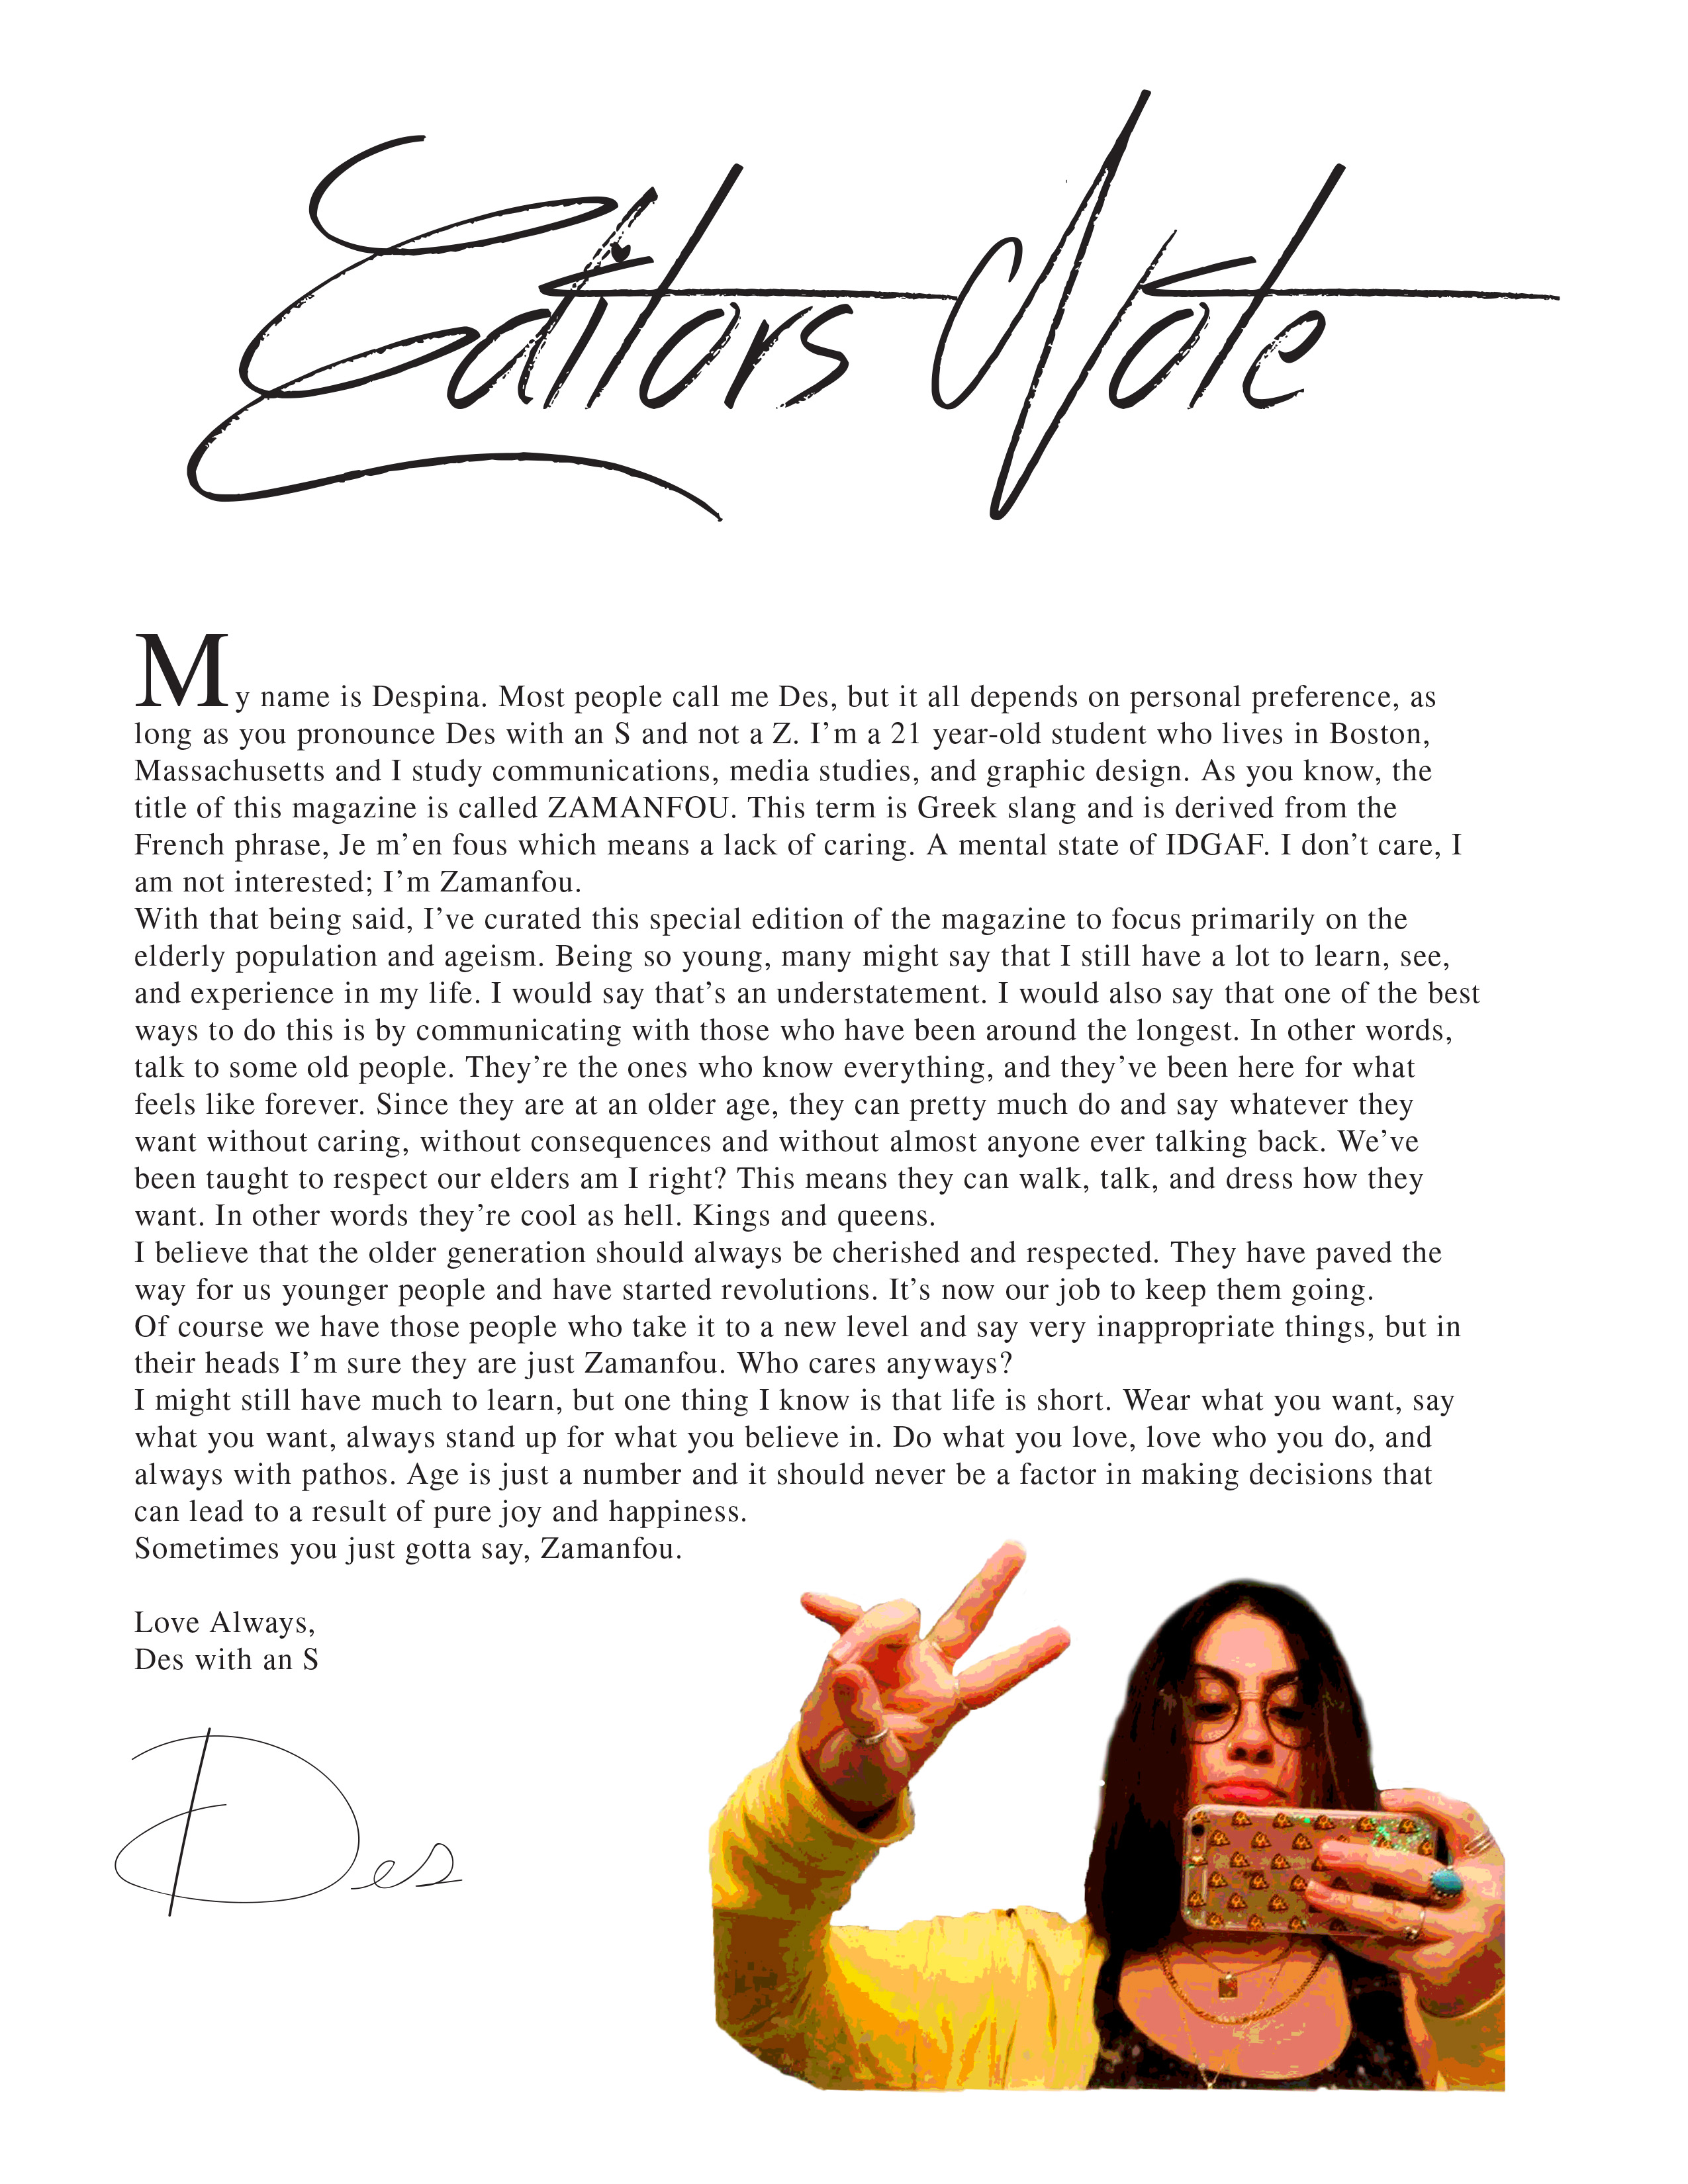 Editors Note
My name is Despina. Most people call me Des, but it all depends on personal preference, as
long as you pronounce Des with an S and not a Z. I’m a 21 year-old student who lives in Boston,
Massachusetts and I study communications, media studies, and graphic design. As you know, the
title of this magazine is called ZAMANFOU. This term is Greek slang and is derived from the
French phrase, Je m’en fous which means a lack of caring. A mental state of IDGAF. I don’t care, I
am not interested; I’m Zamanfou.
With that being said, I’ve curated this special edition of the magazine to focus primarily on the
elderly population and ageism. Being so young, many might say that I still have a lot to learn, see,
and experience in my life. I would say that’s an understatement. I would also say that one of the best
ways to do this is by communicating with those who have been around the longest. In other words,
talk to some old people. They’re the ones who know everything, and they’ve been here for what
feels like forever. Since they are at an older age, they can pretty much do and say whatever they
want without caring, without consequences and without almost anyone ever talking back. We’ve
been taught to respect our elders am I right? This means they can walk, talk, and dress how they
want. In other words they’re cool as hell. Kings and queens.
I believe that the older generation should always be cherished and respected. They have paved the
way for us younger people and have started revolutions. It’s now our job to keep them going.
Of course we have those people who take it to a new level and say very inappropriate things, but in
their heads I’m sure they are just Zamanfou. Who cares anyways?
I might still have much to learn, but one thing I know is that life is short. Wear what you want, say
what you want, always stand up for what you believe in. Do what you love, love who you do, and
always with pathos. Age is just a number and it should never be a factor in making decisions that
can lead to a result of pure joy and happiness.
Sometimes you just gotta say, Zamanfou.
Love Always,
Des with an S
Des